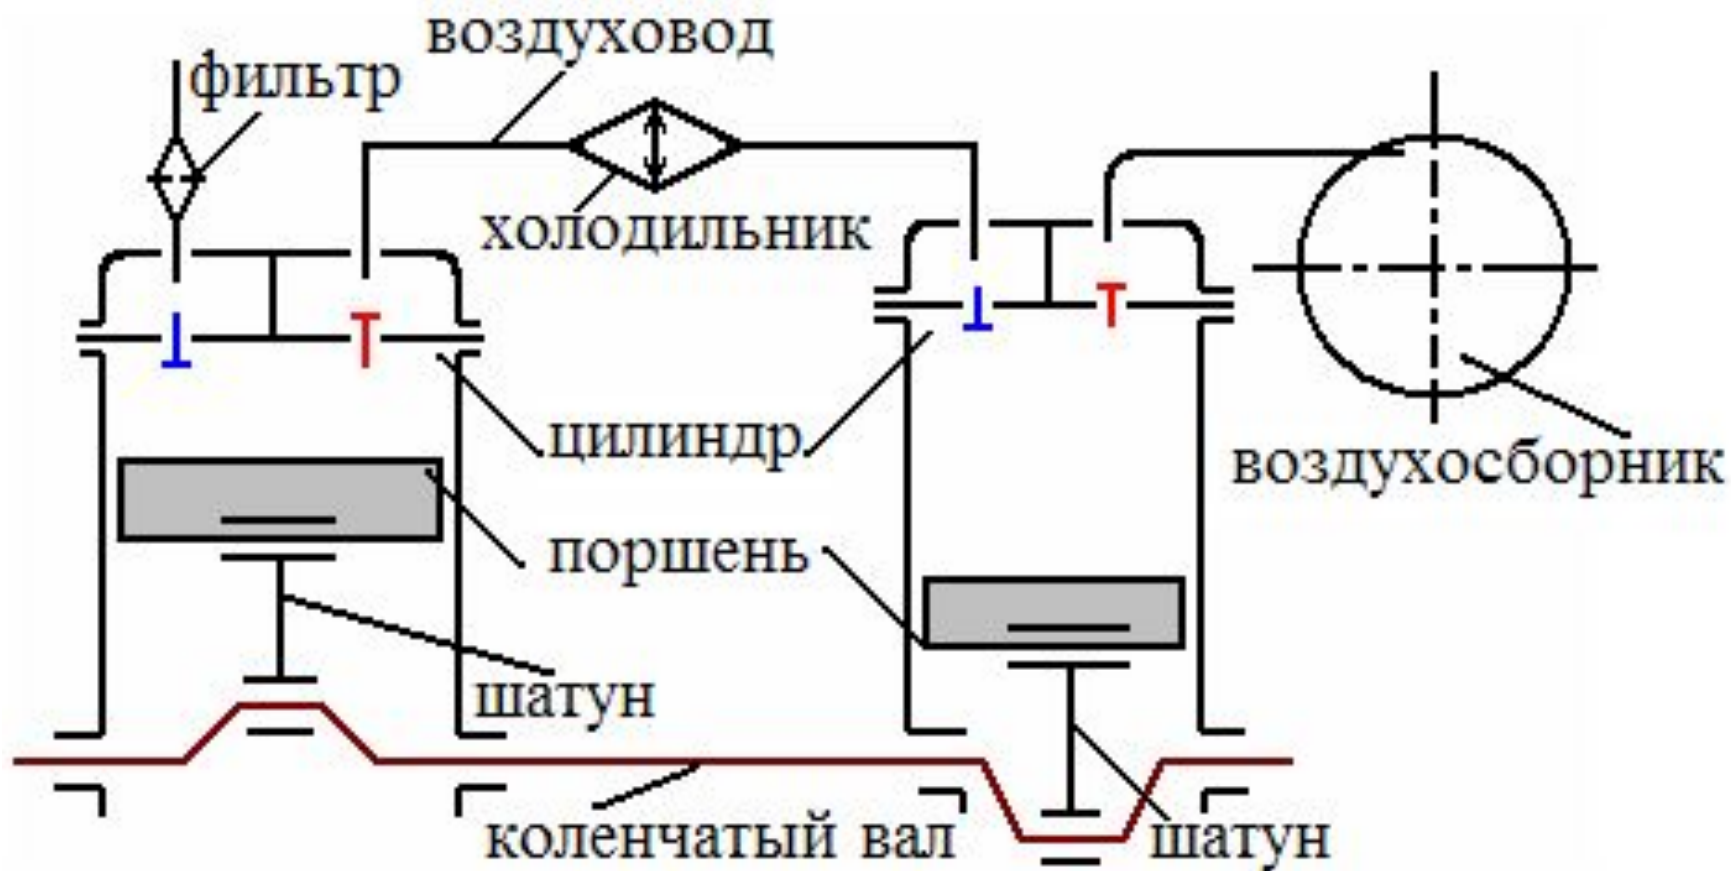 воздуховод
фильтр
холодильник
цилиндр
воздухосборник
поршень
шатун
коленчатый вал
шатун